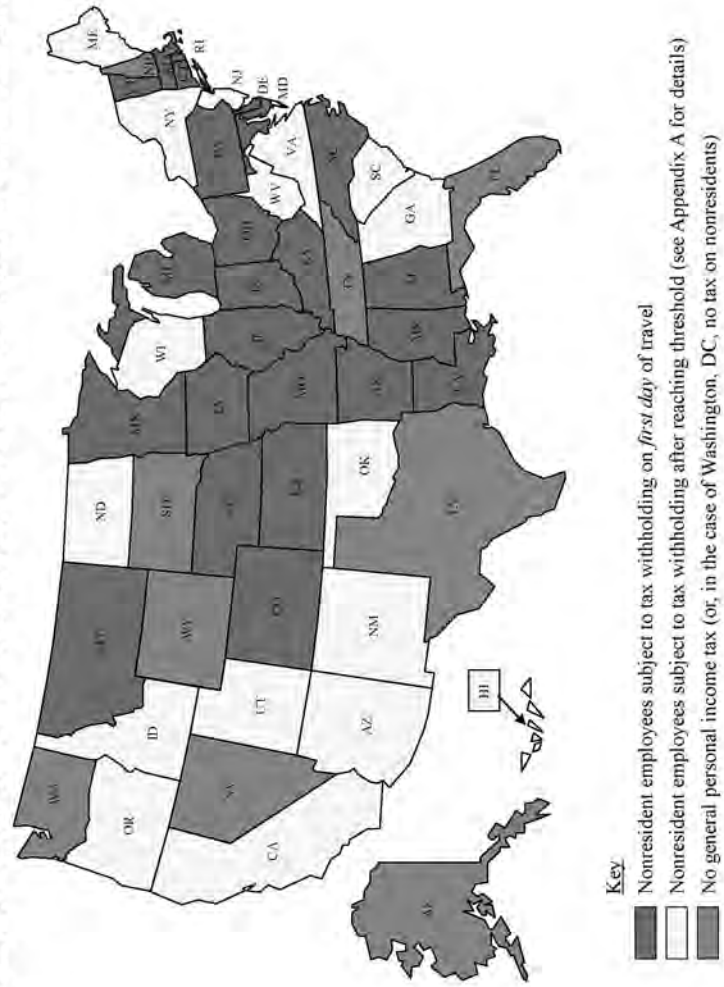 ME
RI
NJ
DE
MD
NY
PA
VA
WV
NC
SC
GA
FL
OH
MI
IN
KY
TN
AL
MS
WI
IL
MN
IA
MO
AR
LA
ND
SD
NE
KS
OK
TX
MT
WY
CO
NM
ID
UT
AZ
WA
OR
NV
CA
AK
HI
Key
Nonresident employees subject to tax withholding on first day of travel
Nonresident employees subject to tax withholding after reaching threshold (see Appendix A for details)
No general personal income tax (or, in the case of Washington, DC, no tax on nonresidents)